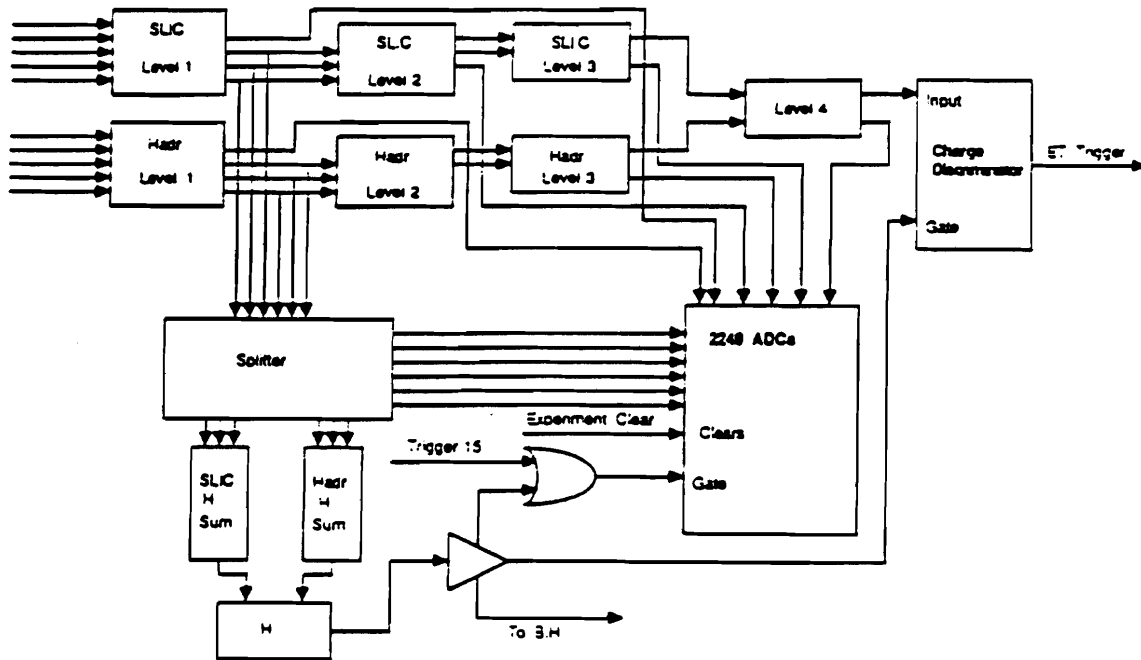 SLIC
Level 1
SLIC
Level 2
SLIC
Level 3
Level 4
Input
Charge
Discriminator
Gate
ET Trigger
Hadr
Level 1
Hadr
Level 2
Hadr
Level 3
Splitter
2249 ADCs
Experiment Clear
Clears
Trigger 15
Gate
SLIC
H
Sum
Hadr
H
Sum
H
To B.H